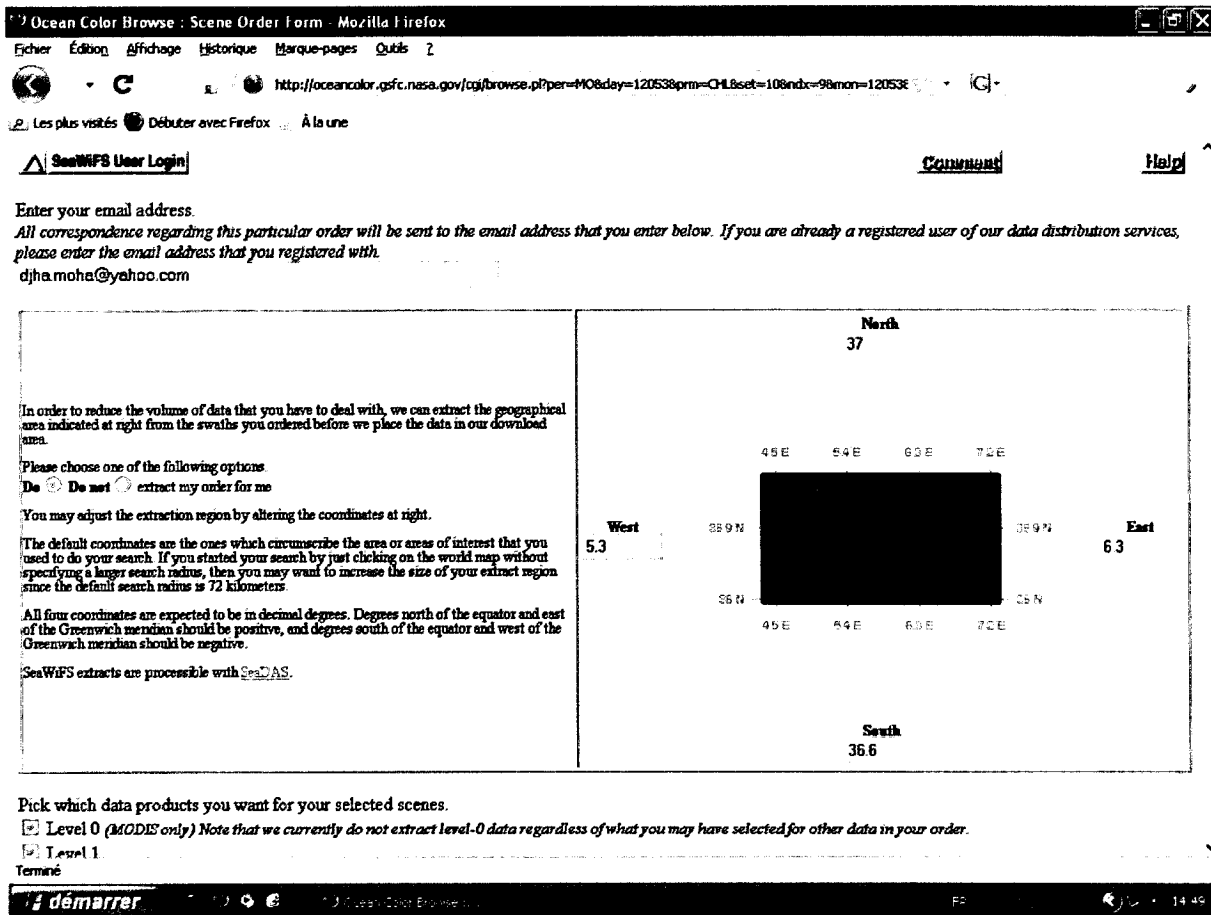 Ocean Color Browse : Scene Order Form - Mozilla Firefox
Fichier Édition Affichage Historique Marque-pages Outils ?
http://oceancolor.gsfc.nasa.gov/cgi/browse.pl?per=MO&day=12053&prm=CHL&set=10&ndx=9&mon=12053
Les plus visités Débuter avec Firefox À la une
SeaWiFS User Login Comment Help
Enter your email address.
All correspondence regarding this particular order will be sent to the email address that you enter below. If you are already a registered user of our data distribution services,
please enter the email address that you registered with.
djha.moha@yahoo.com
In order to reduce the volume of data that you have to deal with, we can extract the geographical
area indicated at right from the swaths you ordered before we place the data in our download
area.
Please choose one of the following options.
Do Do not extract my order for me
You may adjust the extraction region by altering the coordinates at right.
The default coordinates are the ones which circumscribe the area or areas of interest that you
used to do your search. If you started your search by just clicking on the world map without
specifying a larger search radius, then you may want to increase the size of your extract region
since the default search radius is 72 kilometers.
All four coordinates are expected to be in decimal degrees. Degrees north of the equator and east
of the Greenwich meridian should be positive, and degrees south of the equator and west of the
Greenwich meridian should be negative.
SeaWiFS extracts are processible with SeaDAS.
North
37
45E 54E 63E 72E
West
5.3
East
6.3
45E 54E 63E 72E
South
36.6
Pick which data products you want for your selected scenes.
Level 0 (MODIS only) Note that we currently do not extract level-0 data regardless of what you may have selected for other data in your order.
Level 1
Terminé
démarrer Ocean Color Browse : FR 14:49